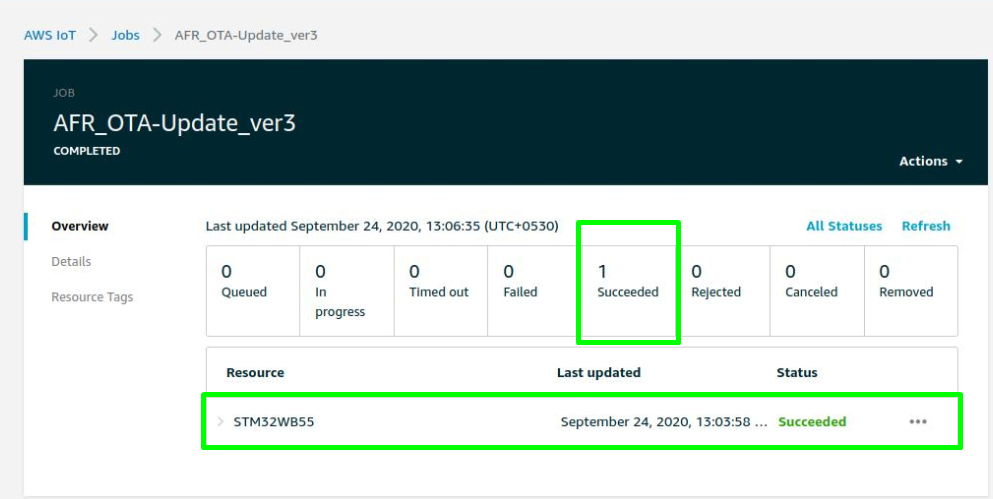 AWS IoT > Jobs > AFR_OTA-Update_ver3
JOB
AFR_OTA-Update_ver3
COMPLETED
Actions
Overview
Details
Resource Tags
Last updated September 24, 2020, 13:06:35 (UTC+0530)
All Statuses Refresh
0 0 0 0 1 0 0 0
Queued In progress Timed out Failed Succeeded Rejected Canceled Removed
Resource Last updated Status
STM32WB55 September 24, 2020, 13:03:58 ... Succeeded •••